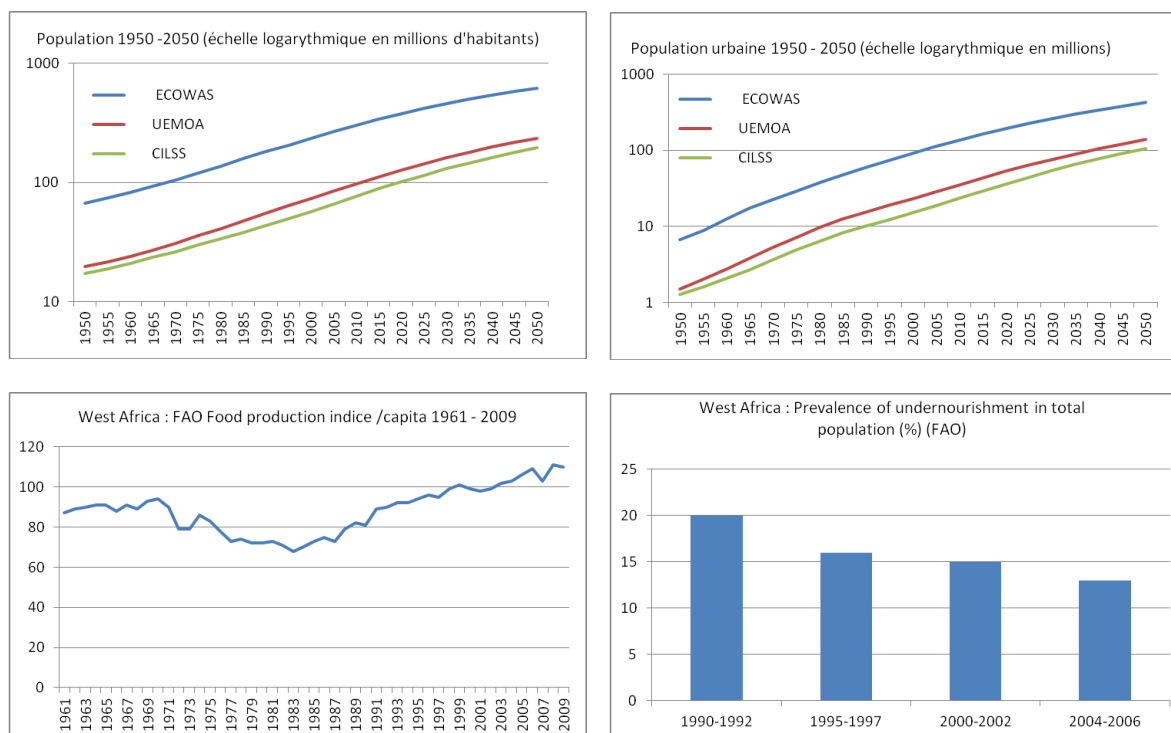 Population 1950 -2050 (échelle logarythmique en millions d'habitants)
1000
100
10
ECOWAS
UEMOA
CILSS
1950 1955 1960 1965 1970 1975 1980 1985 1990 1995 2000 2005 2010 2015 2020 2025 2030 2035 2040 2045 2050
Population urbaine 1950 - 2050 (échelle logarythmique en millions)
1000
100
10
1
ECOWAS
UEMOA
CILSS
1950 1955 1960 1965 1970 1975 1980 1985 1990 1995 2000 2005 2010 2015 2020 2025 2030 2035 2040 2045 2050
West Africa : FAO Food production indice /capita 1961 - 2009
120
100
80
60
40
20
0
1961 1963 1965 1967 1969 1971 1973 1975 1977 1979 1981 1983 1985 1987 1989 1991 1993 1995 1997 1999 2001 2003 2005 2007 2009
West Africa : Prevalence of undernourishment in total
population (%) (FAO)
25
20
15
10
5
0
1990-1992 1995-1997 2000-2002 2004-2006